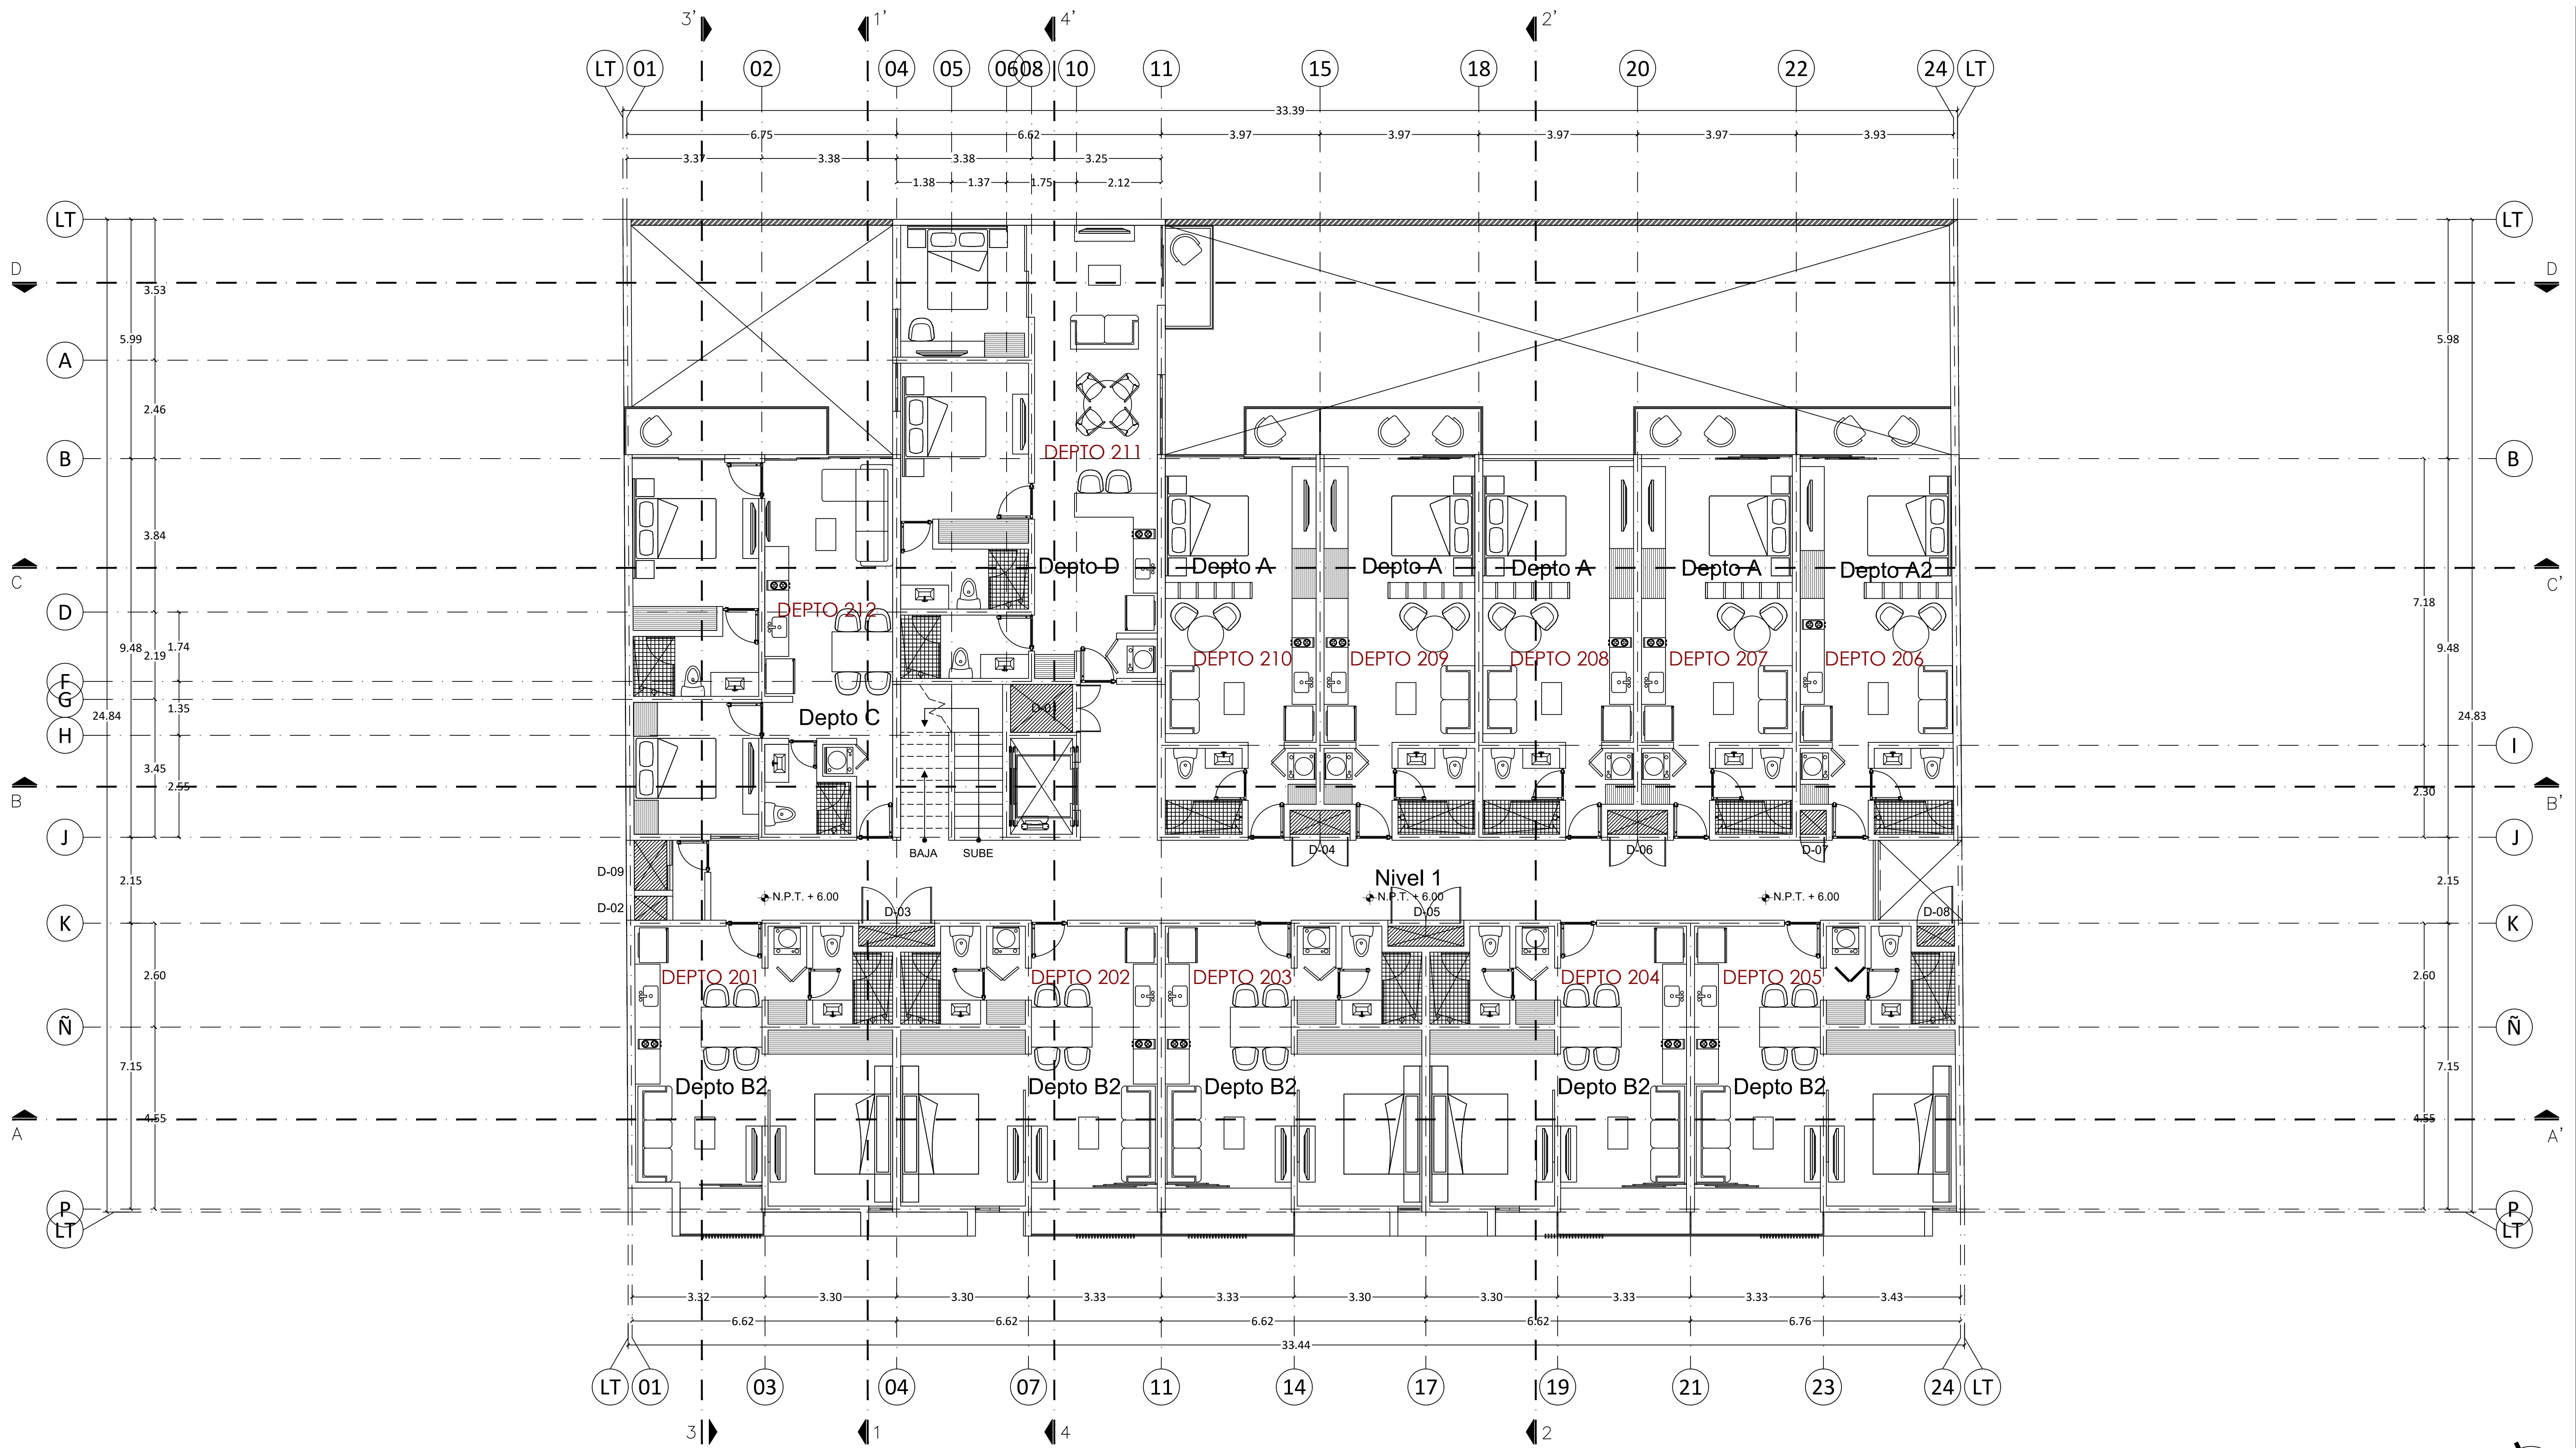 3' 1' 4' 2'
LT 01 02 04 05 06 08 10 11 15 18 20 22 24 LT
33.39
6.75 6.62 3.97 3.97 3.97 3.97 3.93
3.37 3.38 3.38 3.25
1.38 1.37 1.75 2.12
LT LT
D D
3.53
5.99 5.98
A
2.46
B B
DEPTO 211
3.84
Depto D Depto A Depto A Depto A Depto A Depto A2
C C'
D DEPTO 212 7.18
9.48 2.19 1.74 9.48
DEPTO 210 DEPTO 209 DEPTO 208 DEPTO 207 DEPTO 206
F
G
24.84 1.35 Depto C 24.83
H I
3.45
2.55 2.30
B B'
J J
BAJA SUBE D-04 D-06 D-07
D-09 Nivel 1
2.15 2.15
N.P.T. + 6.00 N.P.T. + 6.00 N.P.T. + 6.00
D-02 D-03 D-05 D-08
K K
2.60 DEPTO 201 DEPTO 202 DEPTO 203 DEPTO 204 DEPTO 205 2.60
Ñ Ñ
7.15 7.15
Depto B2 Depto B2 Depto B2 Depto B2 Depto B2
4.55 4.55
A A'
P P
LT LT
3.32 3.30 3.30 3.33 3.33 3.30 3.30 3.33 3.33 3.43
6.62 6.62 6.62 6.62 6.76
33.44
LT 01 03 04 07 11 14 17 19 21 23 24 LT
3 1 4 2